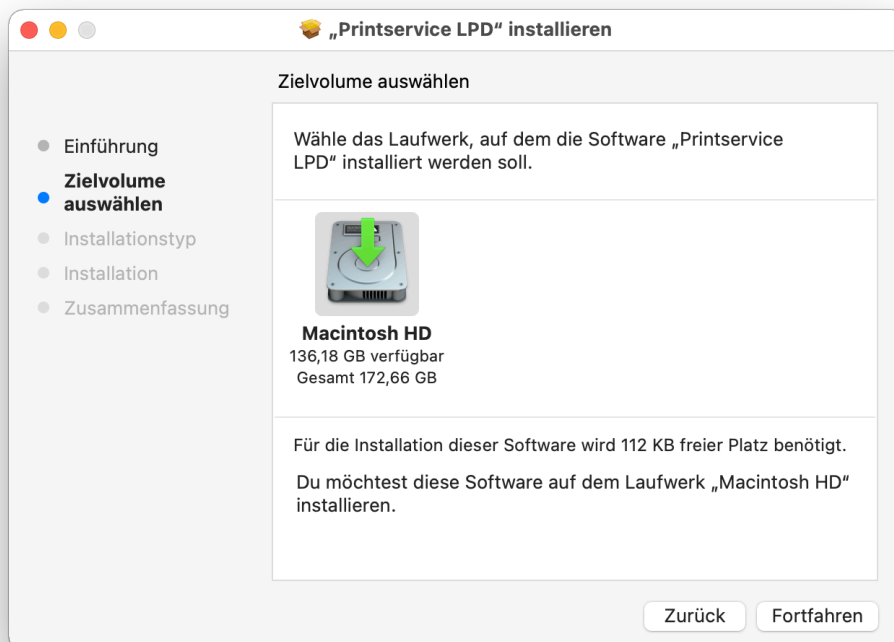 „Printservice LPD“ installieren
Zielvolume auswählen
Einführung
Zielvolume
auswählen
Installationstyp
Installation
Zusammenfassung
Wähle das Laufwerk, auf dem die Software „Printservice
LPD“ installiert werden soll.
Macintosh HD
136,18 GB verfügbar
Gesamt 172,66 GB
Für die Installation dieser Software wird 112 KB freier Platz benötigt.
Du möchtest diese Software auf dem Laufwerk „Macintosh HD“
installieren.
Zurück
Fortfahren